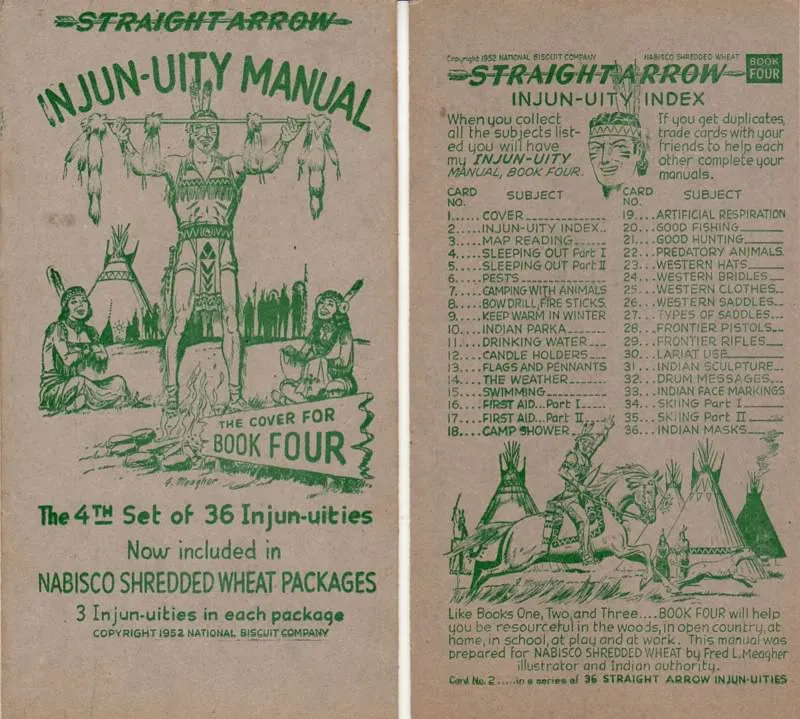 STRAIGHT ARROW
INJUN-UITY MANUAL
THE COVER FOR
BOOK FOUR
F. Meagher
The 4TH Set of 36 Injun-uities
Now included in
NABISCO SHREDDED WHEAT PACKAGES
3 Injun-uities in each package
COPYRIGHT 1952 NATIONAL BISCUIT COMPANY
Copyright 1952 NATIONAL BISCUIT COMPANY NABISCO SHREDDED WHEAT
BOOK
FOUR
STRAIGHT ARROW
INJUN-UITY INDEX
When you collect
all the subjects list-
ed you will have
my INJUN-UITY
MANUAL, BOOK FOUR.
If you get duplicates,
trade cards with your
friends to help each
other complete your
manuals.
CARD NO. SUBJECT
1......COVER
2......INJUN-UITY INDEX..
3......MAP READING
4......SLEEPING OUT Part I
5......SLEEPING OUT Part II
6......PESTS
7......CAMPING WITH ANIMALS
8......BOW DRILL, FIRE STICKS.
9......KEEP WARM IN WINTER
10.....INDIAN PARKA
11.....DRINKING WATER
12.....CANDLE HOLDERS
13.....FLAGS AND PENNANTS
14.....THE WEATHER
15.....SWIMMING
16.....FIRST AID...Part I
17.....FIRST AID...Part II
18.....CAMP SHOWER
CARD NO. SUBJECT
19....ARTIFICIAL RESPIRATION
20....GOOD FISHING
21....GOOD HUNTING
22....PREDATORY ANIMALS
23....WESTERN HATS
24....WESTERN BRIDLES
25....WESTERN CLOTHES
26....WESTERN SADDLES
27....TYPES OF SADDLES
28....FRONTIER PISTOLS
29....FRONTIER RIFLES
30....LARIAT USE
31....INDIAN SCULPTURE
32....DRUM MESSAGES
33....INDIAN FACE MARKINGS
34....SKIING Part I
35....SKIING Part II
36....INDIAN MASKS
Like Books One, Two, and Three....BOOK FOUR will help
you be resourceful in the woods, in open country, at
home, in school, at play and at work. This manual was
prepared for NABISCO SHREDDED WHEAT by Fred L. Meagher
illustrator and Indian authority.
Card No. 2.....in a series of 36 STRAIGHT ARROW INJUN-UITIES